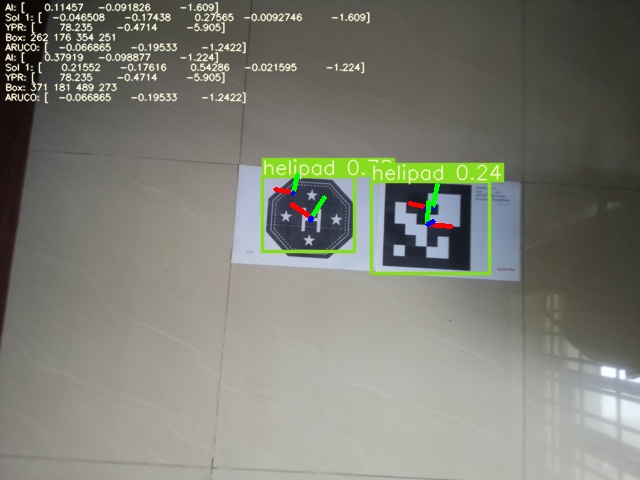 AI: [ 0.11457 -0.091826 -1.609]
Sol 1: [ -0.046508 -0.17438 0.27565 -0.0092746 -1.609]
YPR: [ 78.235 -0.4714 -5.905]
Box: 262 176 354 251
ARUCO: [ -0.066865 -0.19533 -1.2422]
AI: [ 0.37919 -0.098877 -1.224]
Sol 1: [ 0.21552 -0.17616 0.54286 -0.021595 -1.224]
YPR: [ 78.235 -0.4714 -5.905]
Box: 371 181 489 273
ARUCO: [ -0.066865 -0.19533 -1.2422]
helipad
helipad 0.24
H